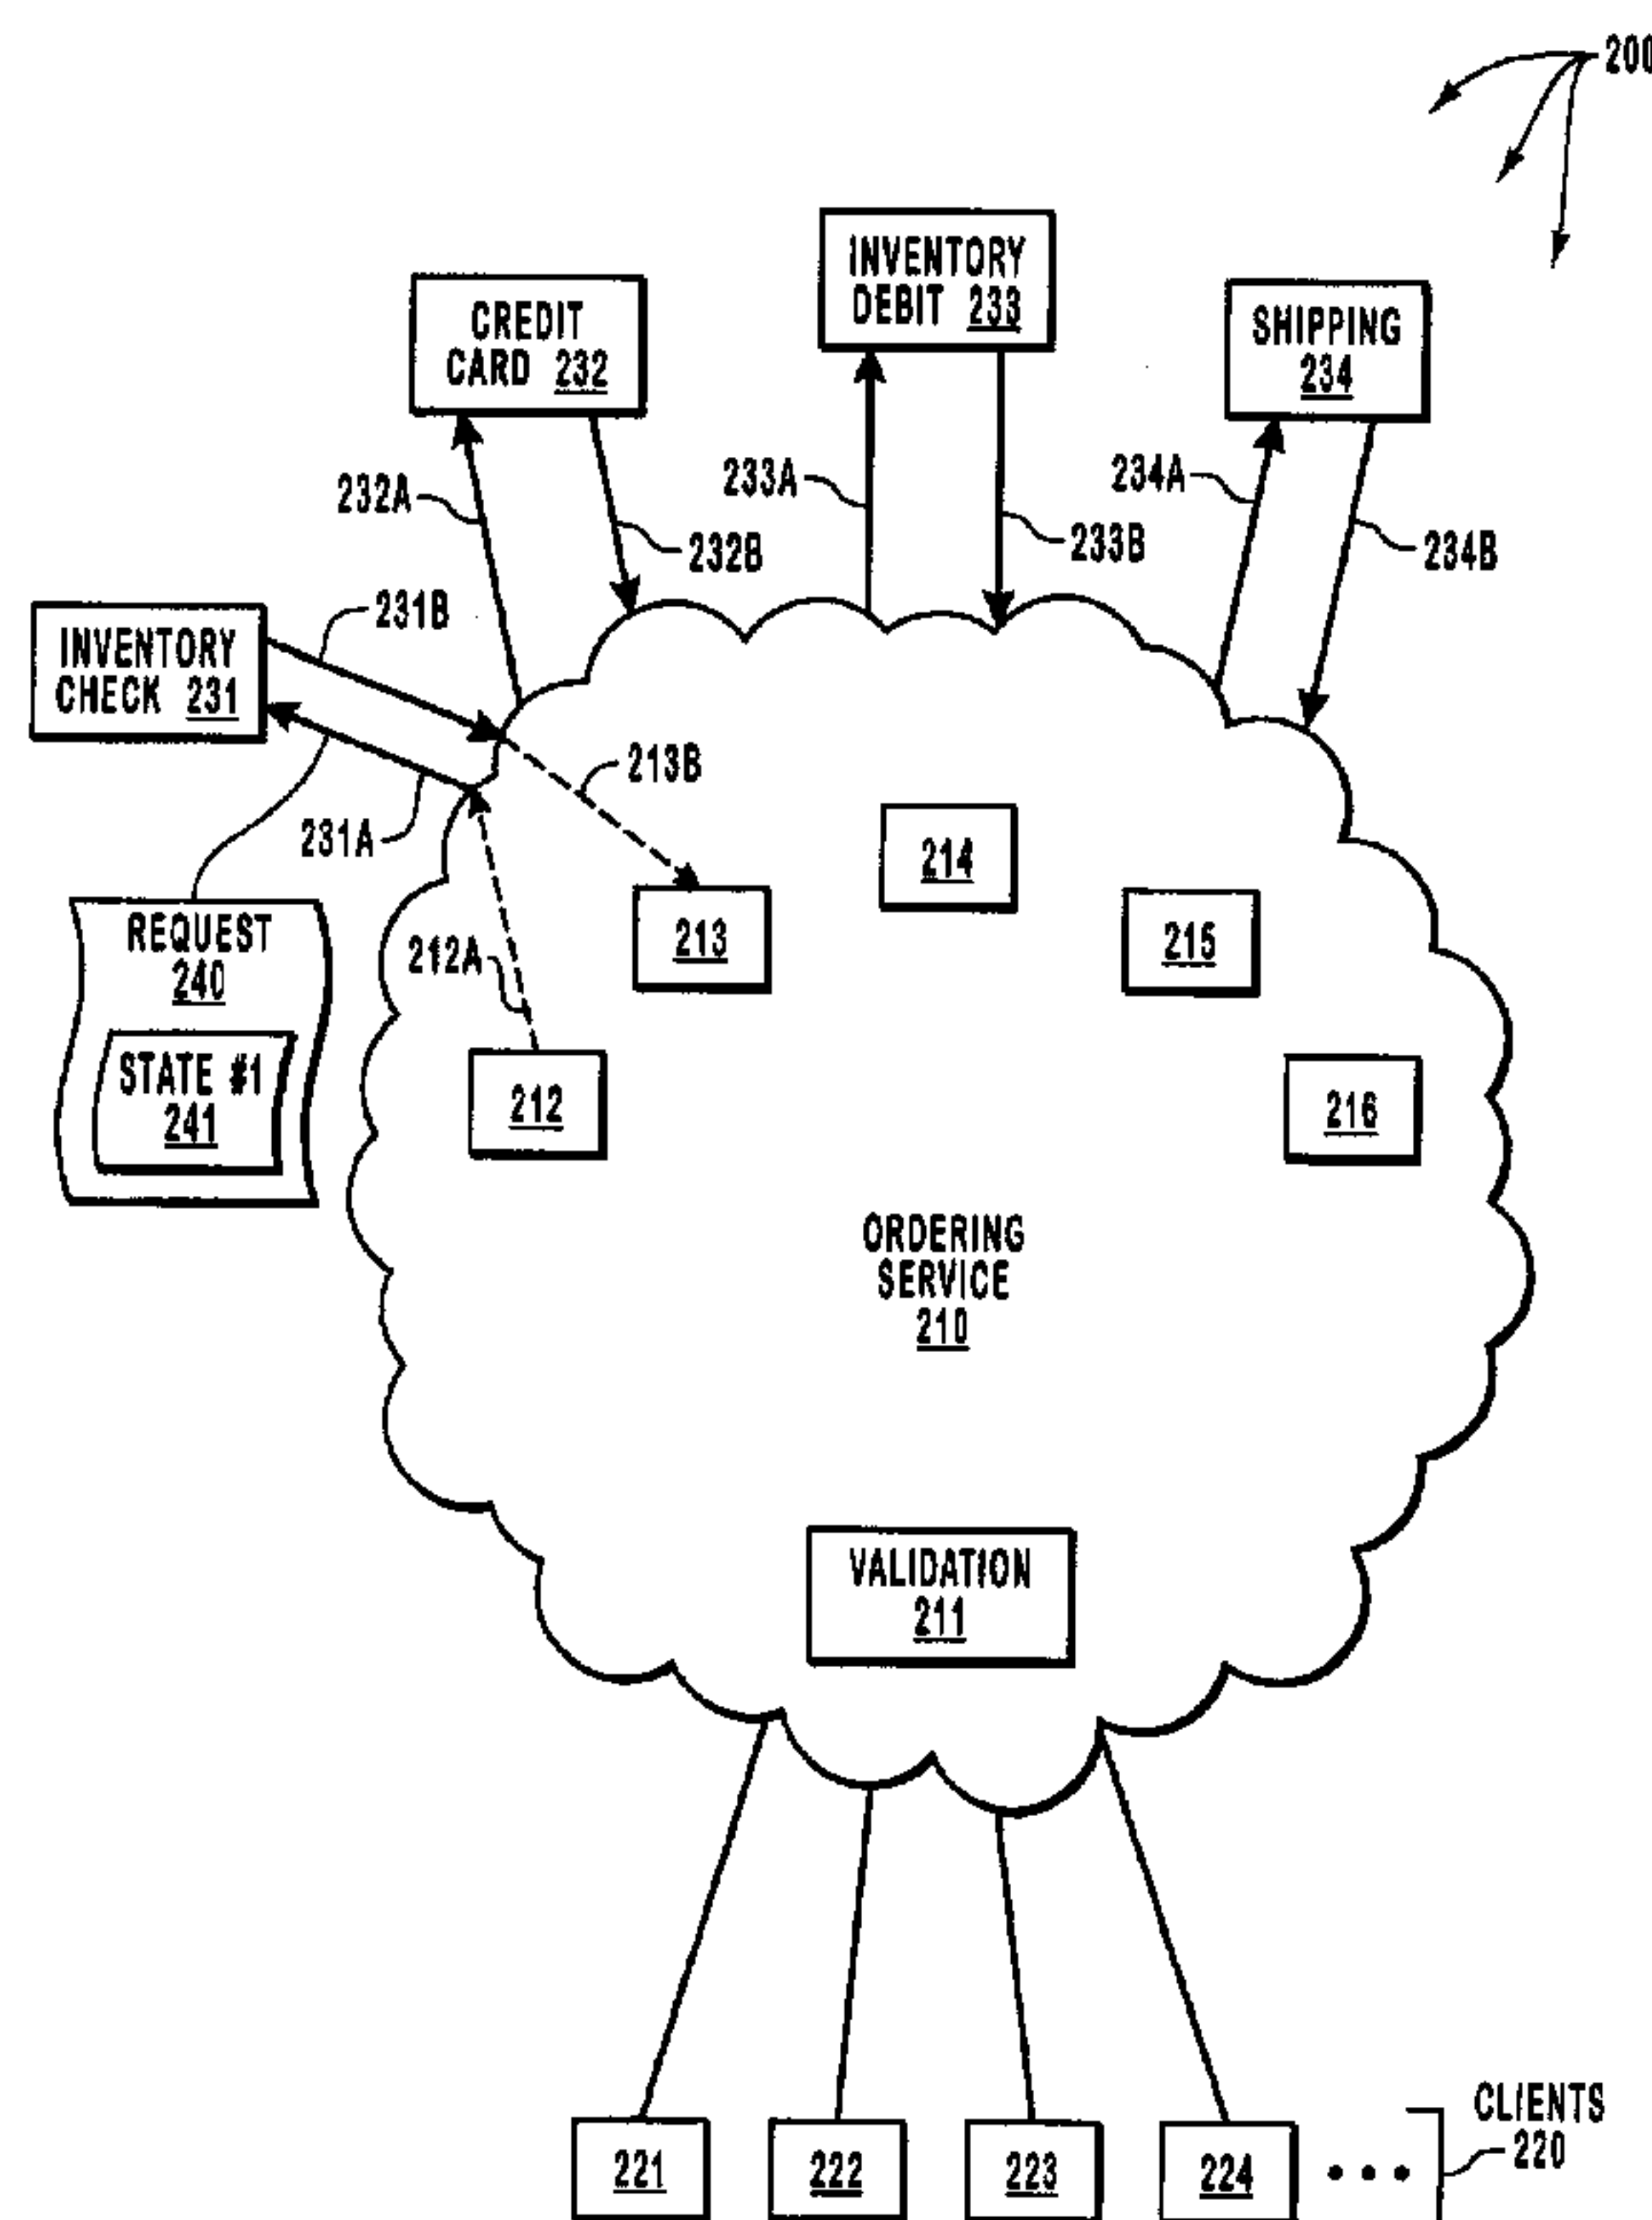 200
INVENTORY
DEBIT 233
CREDIT
CARD 232
SHIPPING
234
233A
234A
232A
233B
234B
232B
231B
INVENTORY
CHECK 231
213B
231A
214
REQUEST
240
212A
213
215
STATE #1
241
212
216
ORDERING
SERVICE
210
VALIDATION
211
CLIENTS
220
221
222
223
224